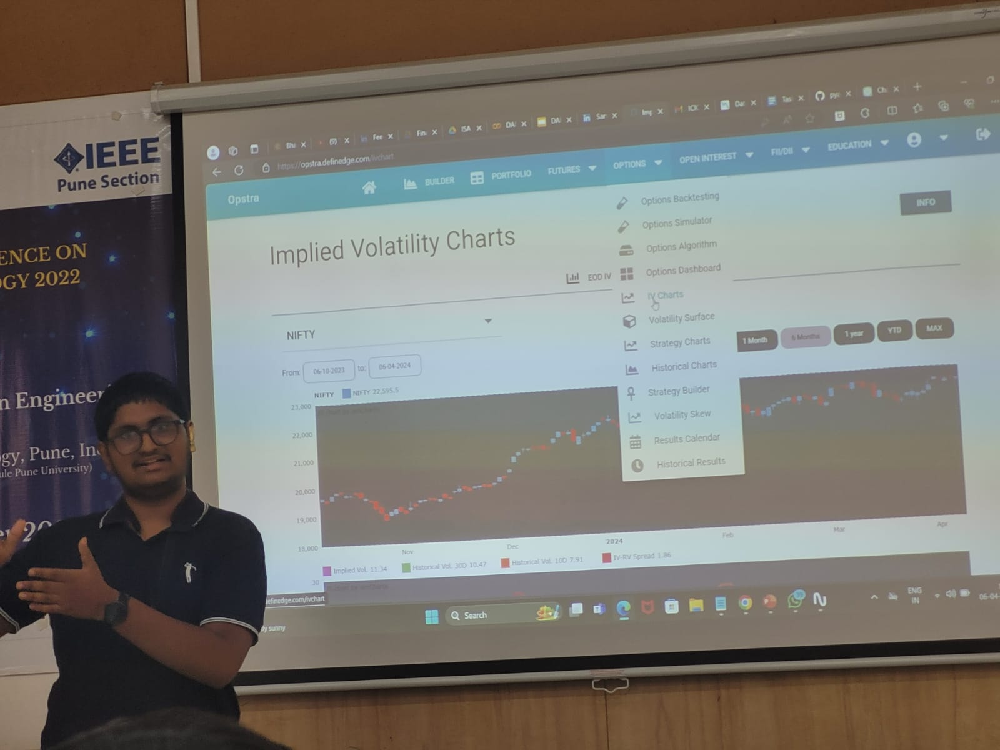 IEEE
Pune Section
ENCE ON
OGY 2022
n Engineer
gy, Pune, In
ule Pune University)
https://opstra.definedge.com/ivchart
Opstra
BUILDER
PORTFOLIO
FUTURES
OPTIONS
OPEN INTEREST
FII/DII
EDUCATION
Implied Volatility Charts
INFO
EOD IV
Options Backtesting
Options Simulator
Options Algorithm
Options Dashboard
IV Charts
Volatility Surface
Strategy Charts
Historical Charts
Strategy Builder
Volatility Skew
Results Calendar
Historical Results
NIFTY
1 Month
6 Months
1 year
YTD
MAX
From: 06-10-2023 to: 06-04-2024
NIFTY NIFTY 22,595.5
23,000
22,000
21,000
20,000
19,000
18,000
Nov Dec 2024 Feb Mar Apr
Implied Vol. 11.34 Historical Vol. 30D 10.47 Historical Vol. 10D 7.91 IV-RV Spread 1.86
30
definedge.com/ivchart
ly sunny
Search
ENG
IN
06-04-